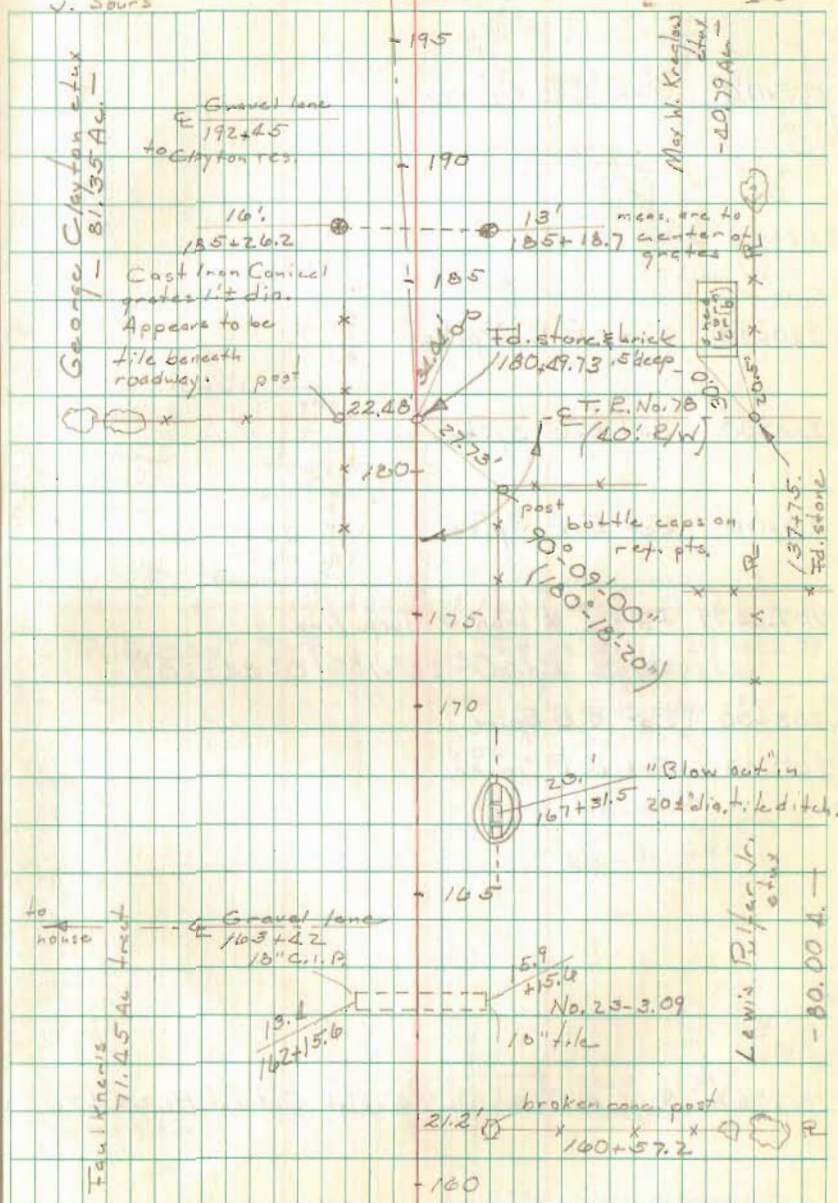 J. Sours
195
George Clayton etux
— 81.35 Ac. —
Max W. Kreglow
etux
- 40.79 Ac. -
℄ Gravel lane
192+45
to Clayton res.
190
16'.
185+26.2
13'
185+18.7
meas. are to
center of
grates
185
Cast Iron Conical
grates 1'± dia.
Appears to be
tile beneath
roadway.
post
shed
(corn
crib)
Fd. stone & brick
180+49.73 .5' deep
22.48'
30.0
20.5'
℄ T. R. No. 78
(40' R/W)
27.73'
180
post
bottle caps on
ref. pts.
137+75.
Fd. stone
90°-09'-00"
(180°-18'-20")
PL
175
170
20.'
167+31.5
"Blow out" in
20±" dia. tile ditch.
165
to
house
℄ Gravel lane
163+42
18" C.I.P.
15.9
+15.6
No. 23-3.09
13.4
162+15.6
18" tile
Lewis Pulfer Jr.
etux
- 80.00 A. —
Faulkner's
71.45 Ac tract
21.2'
broken conc. post
160+57.2
PL
160